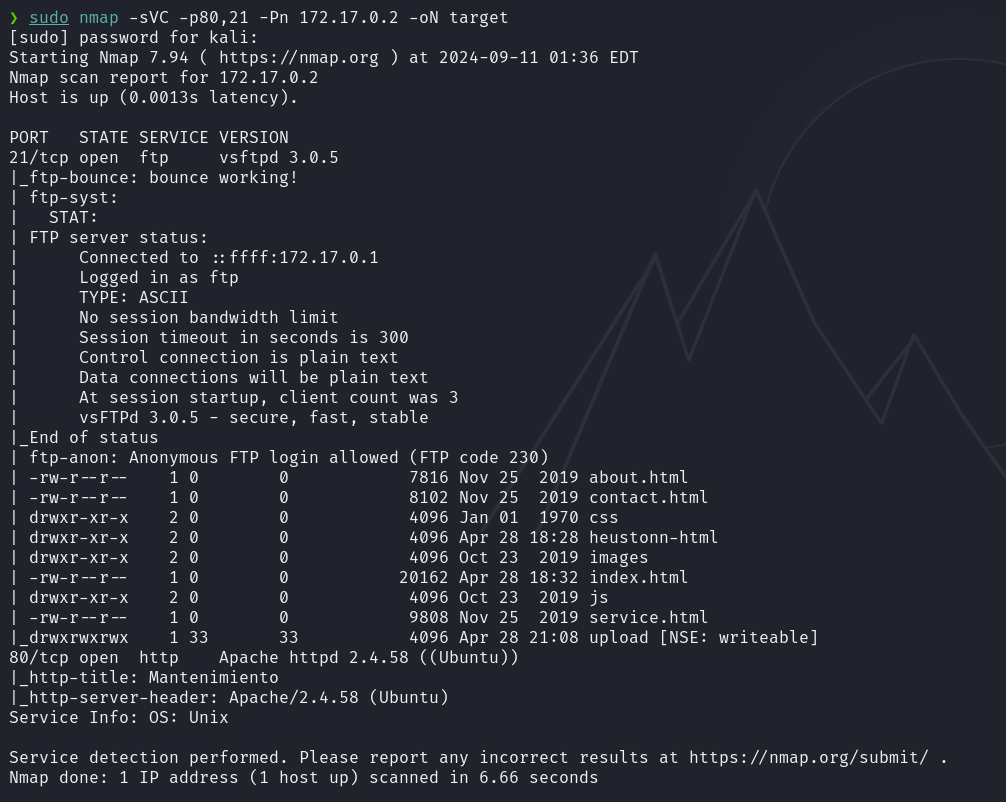 ❯ sudo nmap -sVC -p80,21 -Pn 172.17.0.2 -oN target
[sudo] password for kali:
Starting Nmap 7.94 ( https://nmap.org ) at 2024-09-11 01:36 EDT
Nmap scan report for 172.17.0.2
Host is up (0.0013s latency).

PORT   STATE SERVICE VERSION
21/tcp open  ftp     vsftpd 3.0.5
|_ftp-bounce: bounce working!
| ftp-syst:
|   STAT:
| FTP server status:
|      Connected to ::ffff:172.17.0.1
|      Logged in as ftp
|      TYPE: ASCII
|      No session bandwidth limit
|      Session timeout in seconds is 300
|      Control connection is plain text
|      Data connections will be plain text
|      At session startup, client count was 3
|      vsFTPd 3.0.5 - secure, fast, stable
|_End of status
| ftp-anon: Anonymous FTP login allowed (FTP code 230)
| -rw-r--r--    1 0        0            7816 Nov 25  2019 about.html
| -rw-r--r--    1 0        0            8102 Nov 25  2019 contact.html
| drwxr-xr-x    2 0        0            4096 Jan 01  1970 css
| drwxr-xr-x    2 0        0            4096 Apr 28 18:28 heustonn-html
| drwxr-xr-x    2 0        0            4096 Oct 23  2019 images
| -rw-r--r--    1 0        0           20162 Apr 28 18:32 index.html
| drwxr-xr-x    2 0        0            4096 Oct 23  2019 js
| -rw-r--r--    1 0        0            9808 Nov 25  2019 service.html
|_drwxrwxrwx    1 33       33           4096 Apr 28 21:08 upload [NSE: writeable]
80/tcp open  http    Apache httpd 2.4.58 ((Ubuntu))
|_http-title: Mantenimiento
|_http-server-header: Apache/2.4.58 (Ubuntu)
Service Info: OS: Unix

Service detection performed. Please report any incorrect results at https://nmap.org/submit/ .
Nmap done: 1 IP address (1 host up) scanned in 6.66 seconds